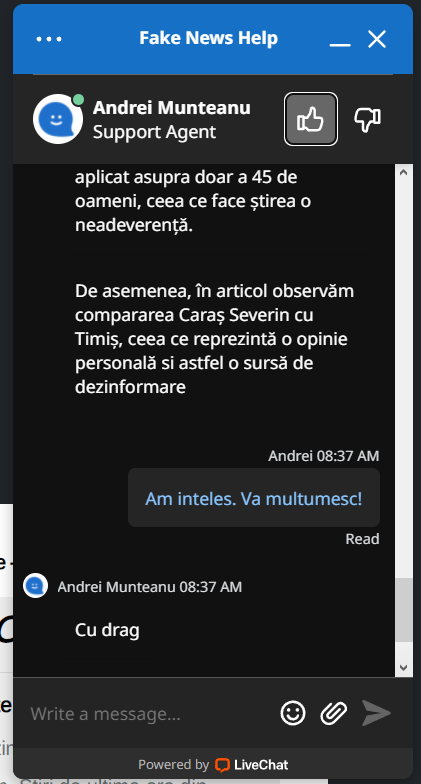 Fake News Help
Andrei Munteanu
Support Agent
aplicat asupra doar a 45 de
oameni, ceea ce face știrea o
neadeverență.
De asemenea, în articol observăm
compararea Caraș Severin cu
Timiș, ceea ce reprezintă o opinie
personală si astfel o sursă de
dezinformare
Andrei 08:37 AM
Am inteles. Va multumesc!
Read
Andrei Munteanu 08:37 AM
Cu drag
Write a message...
Powered by LiveChat